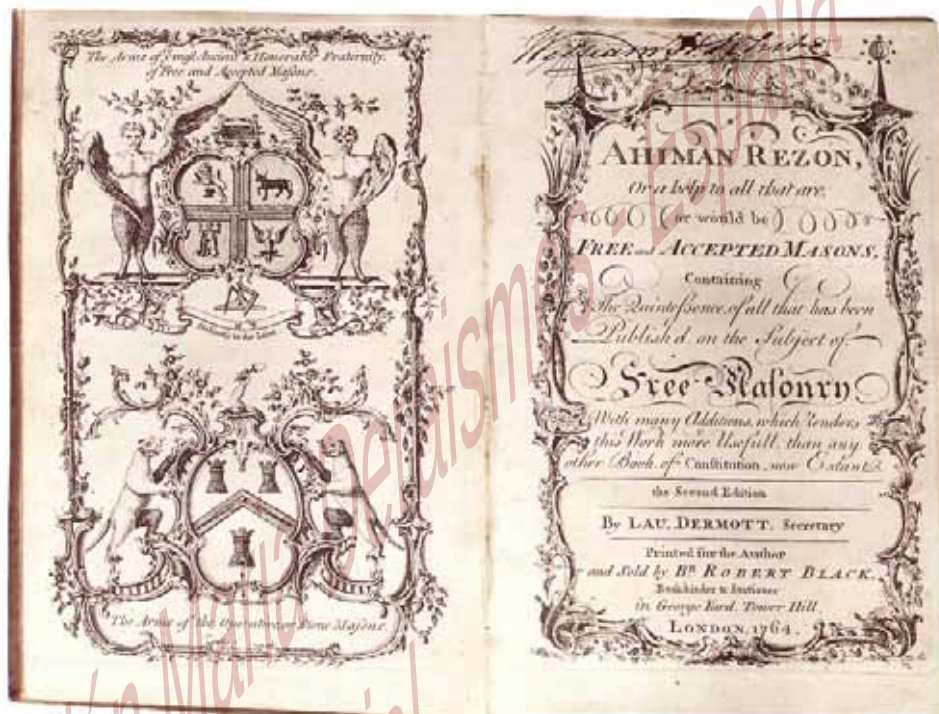 The Arms of ye most Ancient & Honorable Fraternity,
of Free and Accepted Masons.
The Arms of the Operative or Stone Masons.
AHIMAN REZON,
Or a help to all that are,
(or would be)
FREE and ACCEPTED MASONS,
Containing
The Quintessence of all that has been
Publish'd on the Subject of
Free-Masonry
With many Additions, which renders
this Work more Usefull, than any
other Book of Constitution, now Extant.
the Second Edition
By LAU. DERMOTT. Secretary
Printed for the Author
and Sold by Br. ROBERT BLACK,
Bookbinder & Stationer
in George Yard, Tower Hill.
LONDON, 1764.